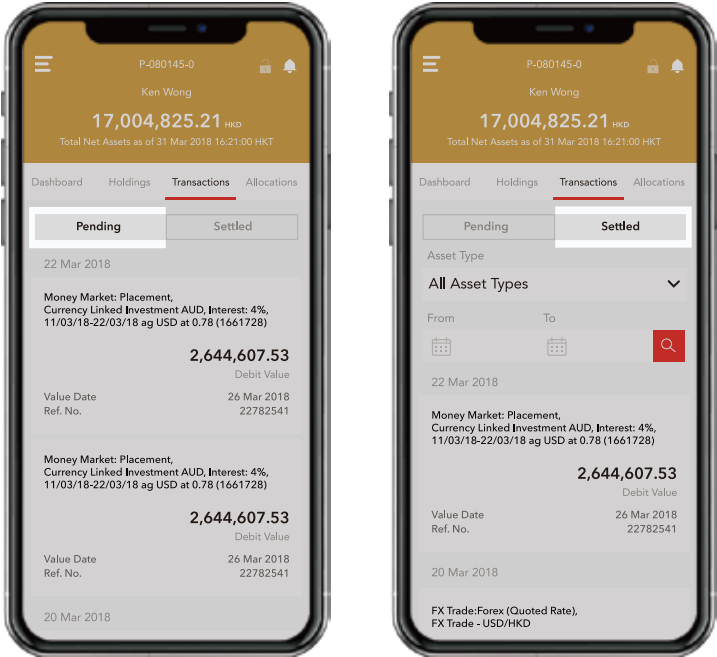 P-080145-0
Ken Wong
17,004,825.21 HKD
Total Net Assets as of 31 Mar 2018 16:21:00 HKT
Dashboard Holdings Transactions Allocations
Pending Settled
22 Mar 2018
Money Market: Placement,
Currency Linked Investment AUD, Interest: 4%,
11/03/18-22/03/18 ag USD at 0.78 (1661728)
2,644,607.53
Debit Value
Value Date 26 Mar 2018
Ref. No. 22782541
Money Market: Placement,
Currency Linked Investment AUD, Interest: 4%,
11/03/18-22/03/18 ag USD at 0.78 (1661728)
2,644,607.53
Debit Value
Value Date 26 Mar 2018
Ref. No. 22782541
20 Mar 2018
P-080145-0
Ken Wong
17,004,825.21 HKD
Total Net Assets as of 31 Mar 2018 16:21:00 HKT
Dashboard Holdings Transactions Allocations
Pending Settled
Asset Type
All Asset Types
From To
22 Mar 2018
Money Market: Placement,
Currency Linked Investment AUD, Interest: 4%,
11/03/18-22/03/18 ag USD at 0.78 (1661728)
2,644,607.53
Debit Value
Value Date 26 Mar 2018
Ref. No. 22782541
20 Mar 2018
FX Trade:Forex (Quoted Rate),
FX Trade - USD/HKD